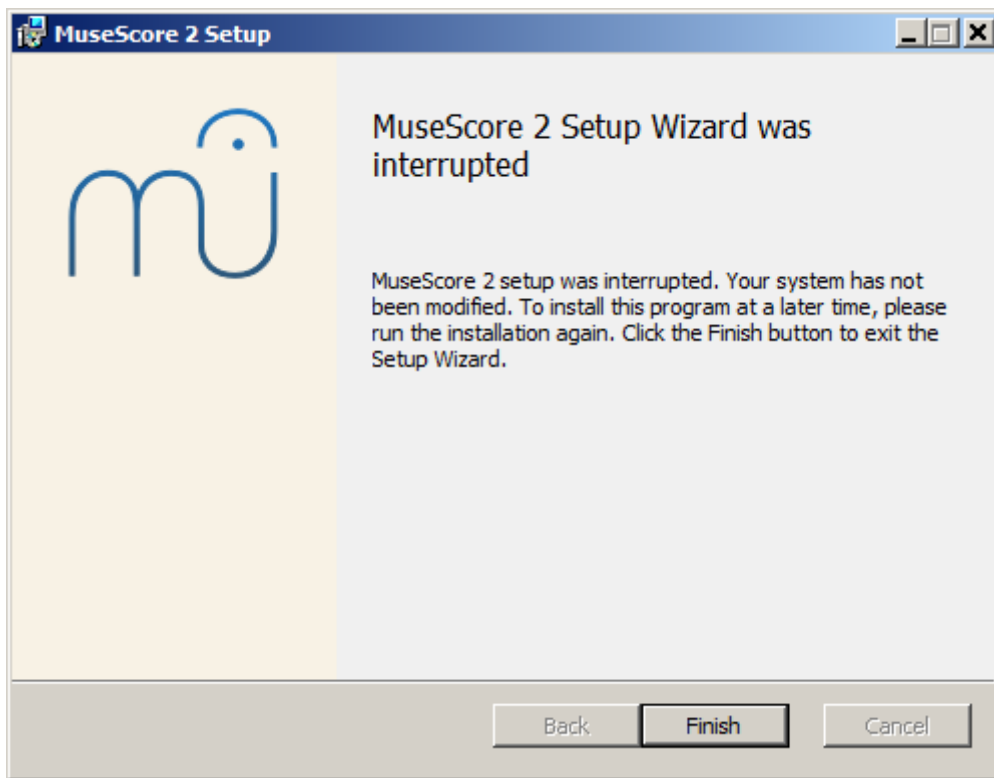 MuseScore 2 Setup
MuseScore 2 Setup Wizard was
interrupted
MuseScore 2 setup was interrupted. Your system has not
been modified. To install this program at a later time, please
run the installation again. Click the Finish button to exit the
Setup Wizard.
Back
Finish
Cancel